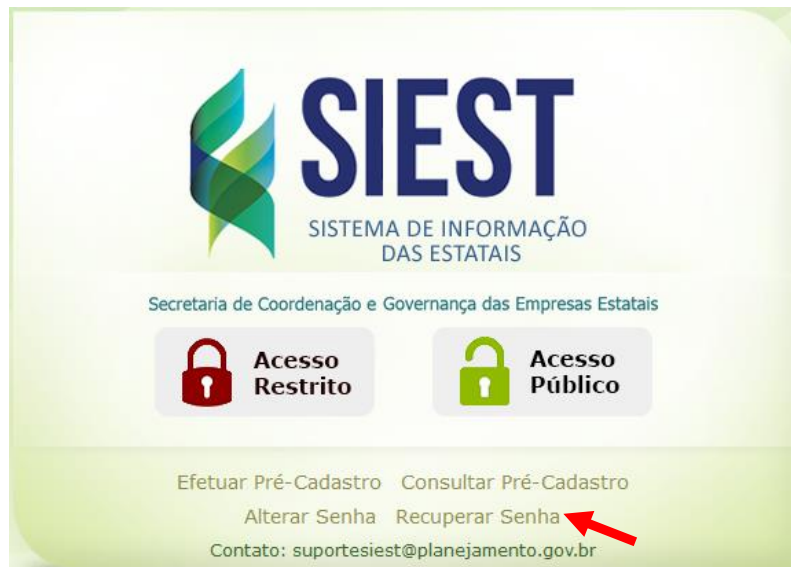 SIEST
SISTEMA DE INFORMAÇÃO
DAS ESTATAIS
Secretaria de Coordenação e Governança das Empresas Estatais
Acesso
Restrito
Acesso
Público
Efetuar Pré-Cadastro Consultar Pré-Cadastro
Alterar Senha Recuperar Senha
Contato: suportesiest@planejamento.gov.br